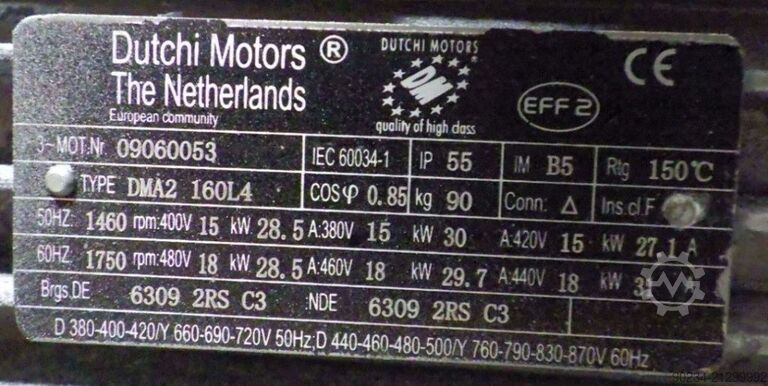 Dutchi Motors ®
The Netherlands
European community
DUTCHI MOTORS
DM
quality of high class
EFF 2
CE
3~MOT.Nr. 09060053 IEC 60034-1 IP 55 IM B5 Rtg 150℃
TYPE DMA2 160L4 COSφ 0.85 kg 90 Conn: Δ Ins.cl.F
50HZ: 1460 rpm:400V 15 kW 28.5 A:380V 15 kW 30 A:420V 15 kW 27.1 A
60HZ: 1750 rpm:480V 18 kW 28.5 A:460V 18 kW 29.7 A:440V 18 kW
Brgs.DE 6309 2RS C3 NDE 6309 2RS C3
D 380-400-420/Y 660-690-720V 50Hz;D 440-460-480-500/Y 760-790-830-870V 60Hz